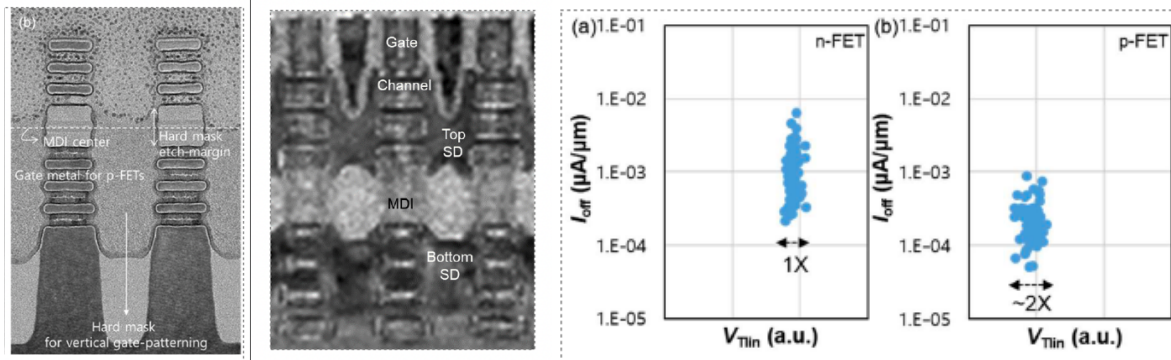 (b)
MDI center
Hard mask
etch-margin
Gate metal for p-FETs
Hard mask
for vertical gate-patterning
Gate
Channel
Top
SD
MDI
Bottom
SD
(a)
n-FET
1.E-01
1.E-02
1.E-03
1.E-04
1.E-05
Ioff (µA/µm)
1X
VTlin (a.u.)
(b)
p-FET
1.E-01
1.E-02
1.E-03
1.E-04
1.E-05
Ioff (µA/µm)
~2X
VTlin (a.u.)